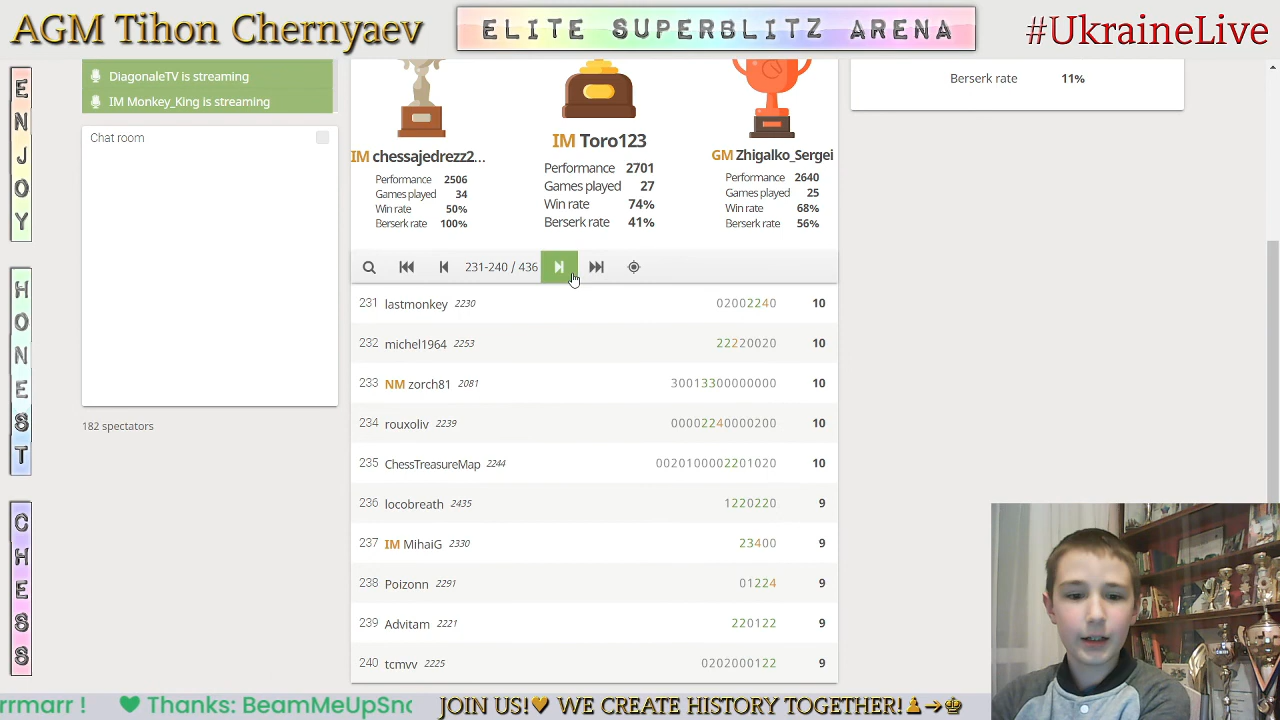 AGM Tihon Chernyaev
ELITE SUPERBLITZ ARENA
#UkraineLive
ENJOY
HONEST
CHESS
DiagonaleTV is streaming
IM Monkey_King is streaming
Chat room
182 spectators
IM chessajedrezz2...
Performance 2506
Games played 34
Win rate 50%
Berserk rate 100%
IM Toro123
Performance 2701
Games played 27
Win rate 74%
Berserk rate 41%
GM Zhigalko_Sergei
Performance 2640
Games played 25
Win rate 68%
Berserk rate 56%
Berserk rate 11%
231-240 / 436
231 lastmonkey 2230 02002240 10
232 michel1964 2253 22220020 10
233 NM zorch81 2081 30013300000000 10
234 rouxoliv 2239 00002240000200 10
235 ChessTreasureMap 2244 0020100002201020 10
236 locobreath 2435 1220220 9
237 IM MihaiG 2330 23400 9
238 Poizonn 2291 01224 9
239 Advitam 2221 220122 9
240 tcmvv 2225 0202000122 9
rrmarr ! 💚 Thanks: BeamMeUpSno
JOIN US!♥ WE CREATE HISTORY TOGETHER!♟→♚